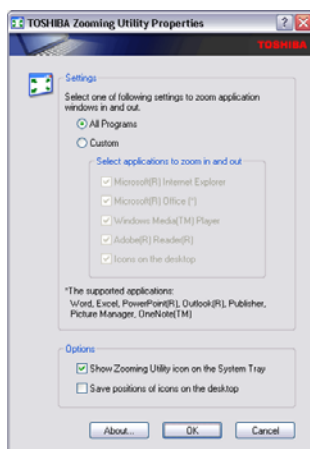 TOSHIBA Zooming Utility Properties
TOSHIBA
Settings
Select one of following settings to zoom application
windows in and out.
All Programs
Custom
Select applications to zoom in and out
Microsoft(R) Internet Explorer
Microsoft(R) Office (*)
Windows Media(TM) Player
Adobe(R) Reader(R)
Icons on the desktop
*The supported applications:
Word, Excel, PowerPoint(R), Outlook(R), Publisher,
Picture Manager, OneNote(TM)
Options
Show Zooming Utility icon on the System Tray
Save positions of icons on the desktop
About... OK Cancel